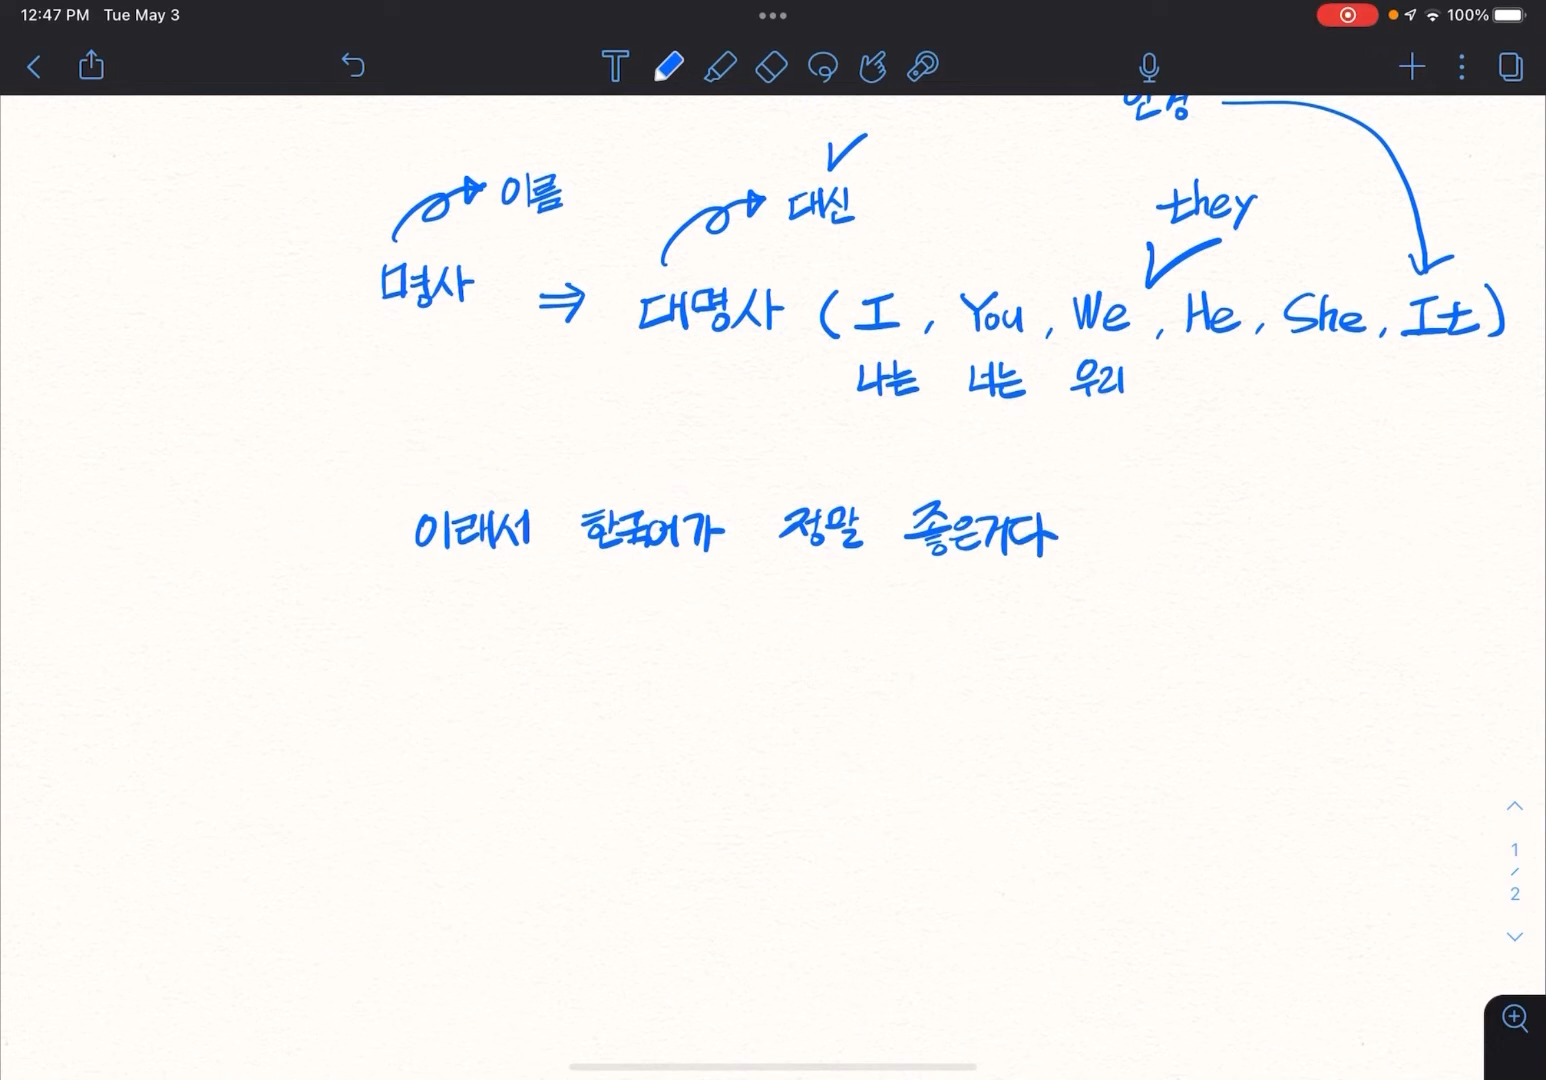 12:47 PM Tue May 3
100%
이름
대신
they
명사 ⇒ 대명사 ( I , You , We , He , She , It )
나는 너는 우리
이래서 한국어가 정말 좋은거다
1
/
2